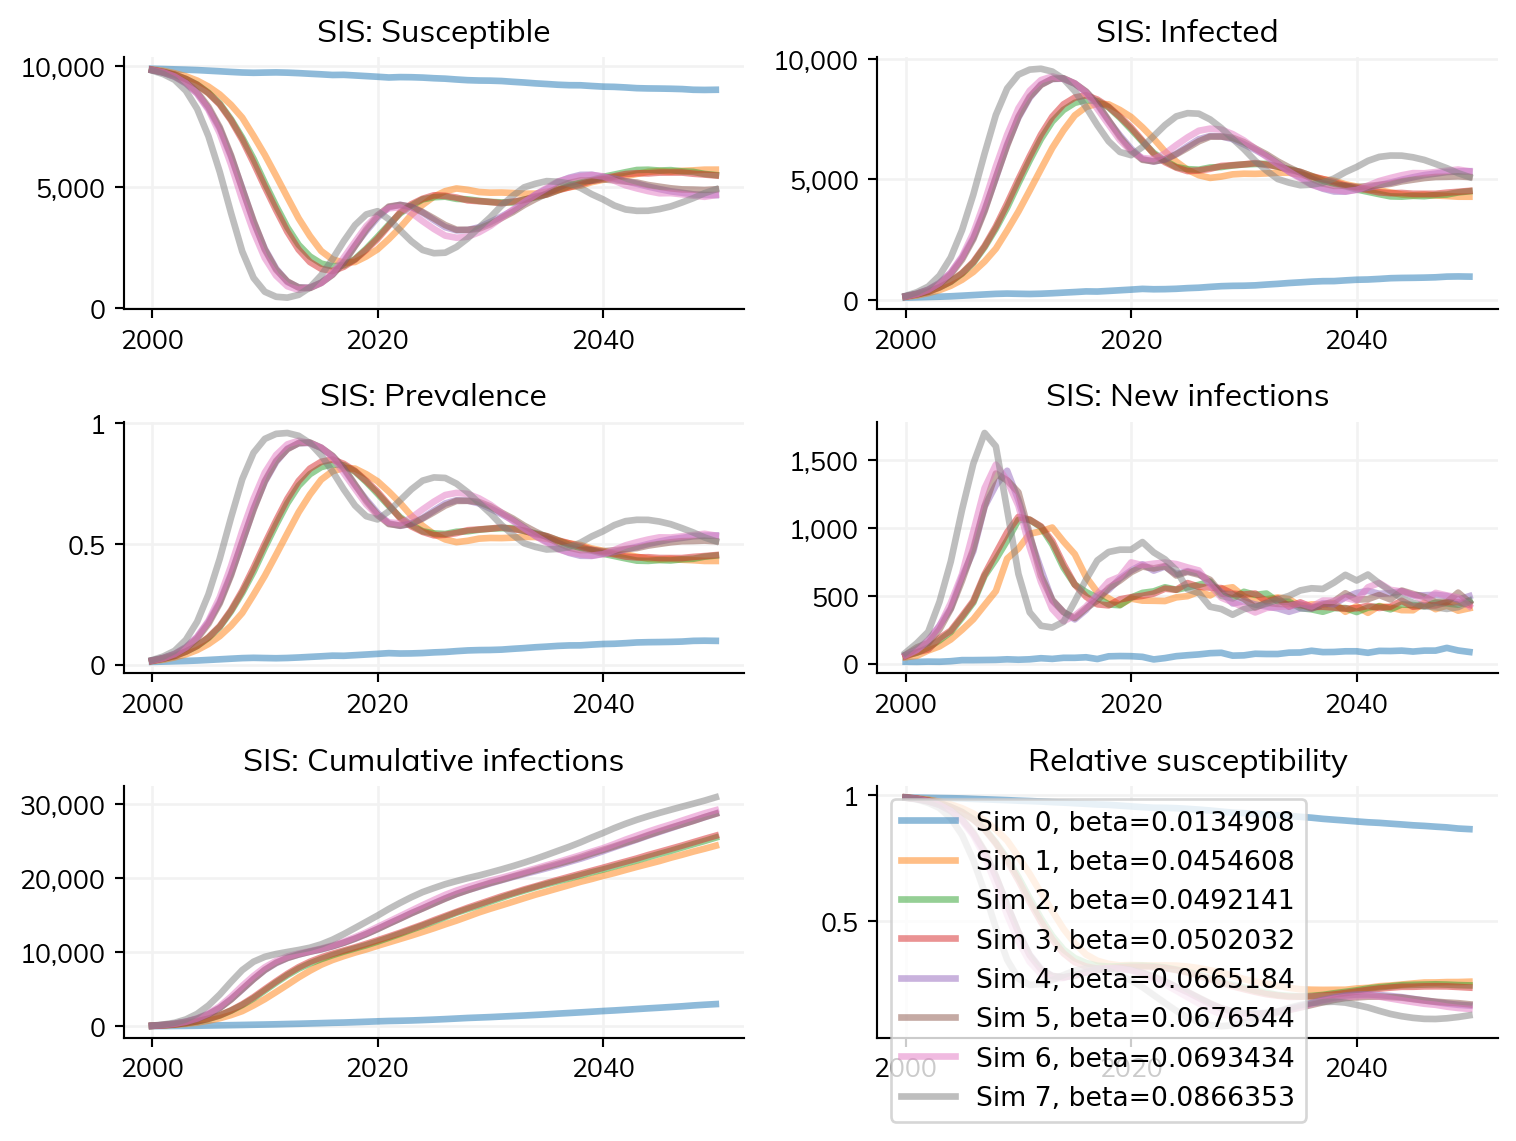 SIS: Susceptible
10,000
5,000
0
2000
2020
2040
SIS: Infected
10,000
5,000
0
2000
2020
2040
SIS: Prevalence
1
0.5
0
2000
2020
2040
SIS: New infections
1,500
1,000
500
0
2000
2020
2040
SIS: Cumulative infections
30,000
20,000
10,000
0
2000
2020
2040
Relative susceptibility
1
0.5
2000
2020
2040
Sim 0, beta=0.0134908
Sim 1, beta=0.0454608
Sim 2, beta=0.0492141
Sim 3, beta=0.0502032
Sim 4, beta=0.0665184
Sim 5, beta=0.0676544
Sim 6, beta=0.0693434
Sim 7, beta=0.0866353